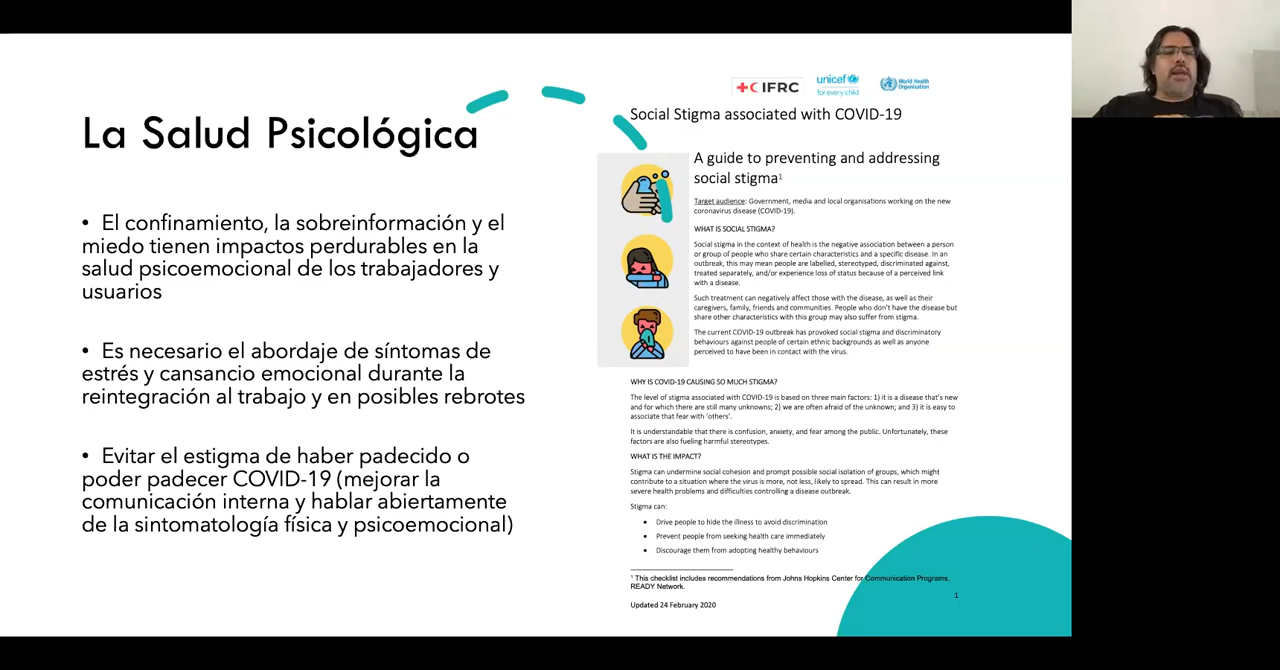 La Salud Psicológica
• El confinamiento, la sobreinformación y el
miedo tienen impactos perdurables en la
salud psicoemocional de los trabajadores y
usuarios
• Es necesario el abordaje de síntomas de
estrés y cansancio emocional durante la
reintegración al trabajo y en posibles rebrotes
• Evitar el estigma de haber padecido o
poder padecer COVID-19 (mejorar la
comunicación interna y hablar abiertamente
de la sintomatología física y psicoemocional)
IFRC
unicef
for every child
World Health
Organization
Social Stigma associated with COVID-19
A guide to preventing and addressing
social stigma¹
Target audience: Government, media and local organisations working on the new
coronavirus disease (COVID-19).
WHAT IS SOCIAL STIGMA?
Social stigma in the context of health is the negative association between a person
or group of people who share certain characteristics and a specific disease. In an
outbreak, this may mean people are labelled, stereotyped, discriminated against,
treated separately, and/or experience loss of status because of a perceived link
with a disease.
Such treatment can negatively affect those with the disease, as well as their
caregivers, family, friends and communities. People who don't have the disease but
share other characteristics with this group may also suffer from stigma.
The current COVID-19 outbreak has provoked social stigma and discriminatory
behaviours against people of certain ethnic backgrounds as well as anyone
perceived to have been in contact with the virus.
WHY IS COVID-19 CAUSING SO MUCH STIGMA?
The level of stigma associated with COVID-19 is based on three main factors: 1) it is a disease that's new
and for which there are still many unknowns; 2) we are often afraid of the unknown; and 3) it is easy to
associate that fear with 'others'.
It is understandable that there is confusion, anxiety, and fear among the public. Unfortunately, these
factors are also fueling harmful stereotypes.
WHAT IS THE IMPACT?
Stigma can undermine social cohesion and prompt possible social isolation of groups, which might
contribute to a situation where the virus is more, not less, likely to spread. This can result in more
severe health problems and difficulties controlling a disease outbreak.
Stigma can:
• Drive people to hide the illness to avoid discrimination
• Prevent people from seeking health care immediately
• Discourage them from adopting healthy behaviours
¹ This checklist includes recommendations from Johns Hopkins Center for Communication Programs,
READY Network.
1
Updated 24 February 2020